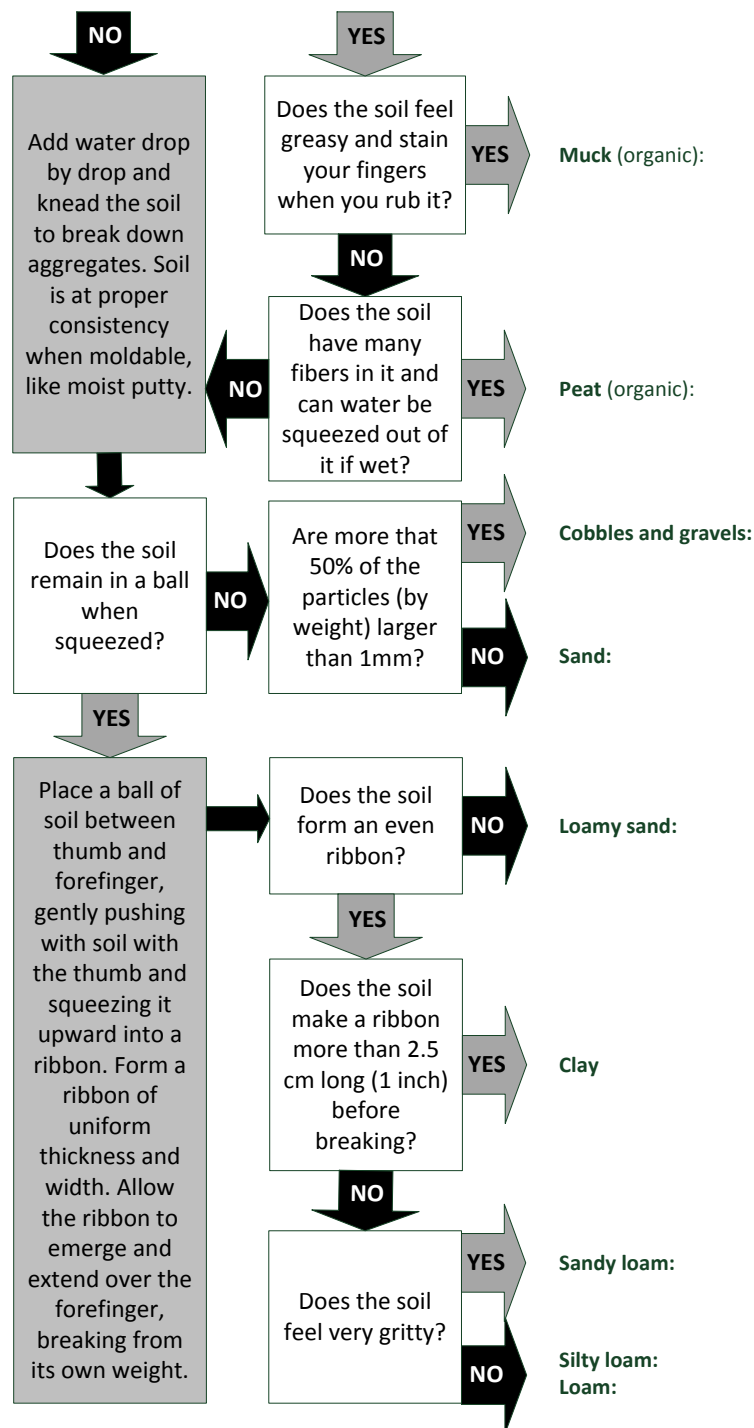 NO
YES
Add water drop
by drop and
knead the soil
to break down
aggregates. Soil
is at proper
consistency
when moldable,
like moist putty.
Does the soil feel
greasy and stain
your fingers
when you rub it?
YES
Muck (organic):
NO
Does the soil
have many
fibers in it and
can water be
squeezed out of
it if wet?
NO
YES
Peat (organic):
Does the soil
remain in a ball
when
squeezed?
NO
Are more that
50% of the
particles (by
weight) larger
than 1mm?
YES
Cobbles and gravels:
NO
Sand:
YES
Place a ball of
soil between
thumb and
forefinger,
gently pushing
with soil with
the thumb and
squeezing it
upward into a
ribbon. Form a
ribbon of
uniform
thickness and
width. Allow
the ribbon to
emerge and
extend over the
forefinger,
breaking from
its own weight.
Does the soil
form an even
ribbon?
NO
Loamy sand:
YES
Does the soil
make a ribbon
more than 2.5
cm long (1 inch)
before
breaking?
YES
Clay
NO
Does the soil
feel very gritty?
YES
Sandy loam:
NO
Silty loam:
Loam: